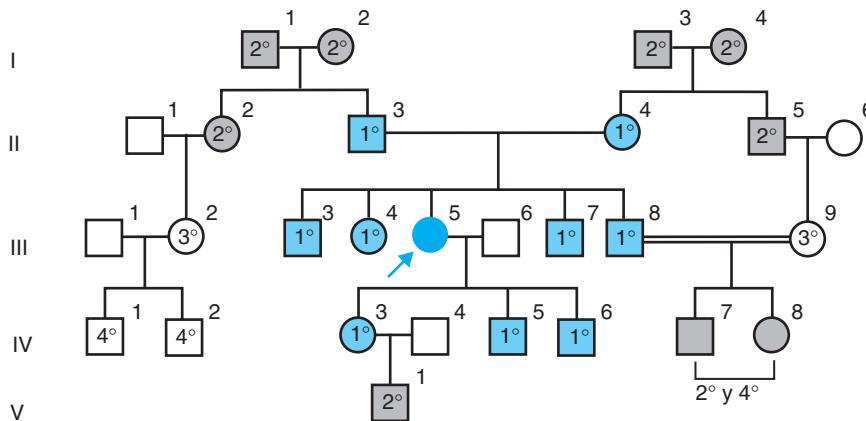 1 2 3 4
I 2° 2° 2° 2°
1 2 3 4 5 6
II 2° 1° 1° 2°
1 2 3 4 5 6 7 8 9
III 3° 1° 1° 1° 1° 3°
1 2 3 4 5 6 7 8
IV 4° 4° 1° 1° 1°
2° y 4°
1
V 2°